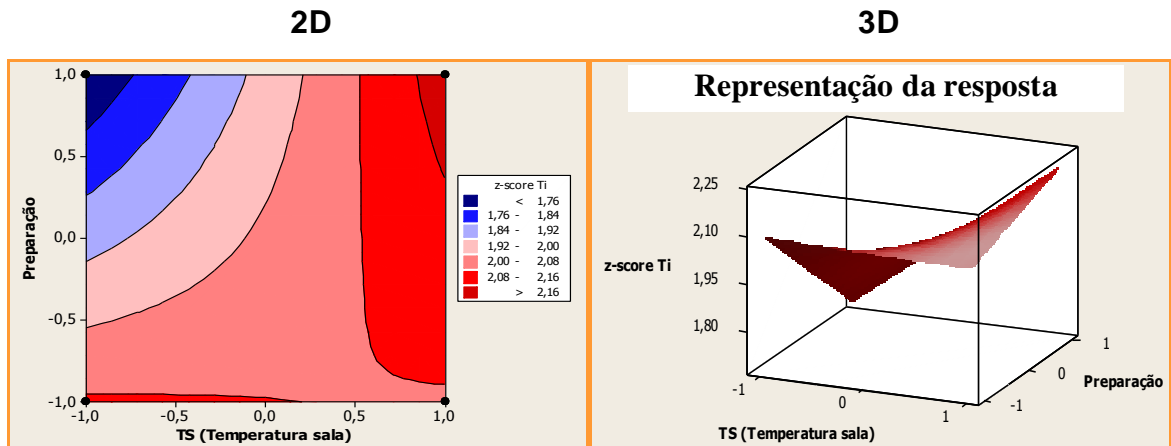 2D
3D
1,0
0,5
0,0
-0,5
-1,0
Preparação
-1,0 -0,5 0,0 0,5 1,0
TS (Temperatura sala)
z-score Ti
< 1,76
1,76 - 1,84
1,84 - 1,92
1,92 - 2,00
2,00 - 2,08
2,08 - 2,16
> 2,16
Representação da resposta
2,25
2,10
1,95
1,80
z-score Ti
-1 0 1
TS (Temperatura sala)
-1 0 1
Preparação